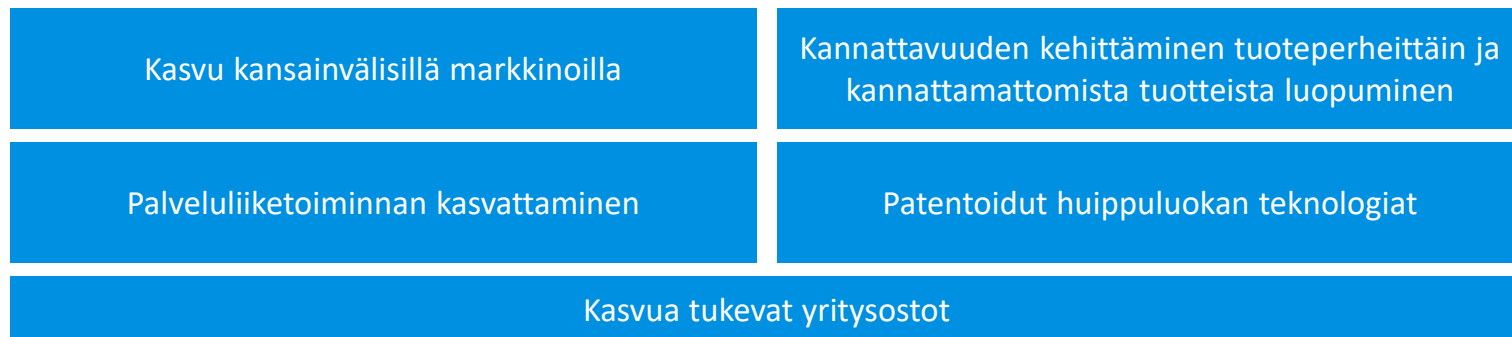 Kasvu kansainvälisillä markkinoilla
Kannattavuuden kehittäminen tuoteperheittäin ja
kannattamattomista tuotteista luopuminen
Palveluliiketoiminnan kasvattaminen
Patentoidut huippuluokan teknologiat
Kasvua tukevat yritysostot